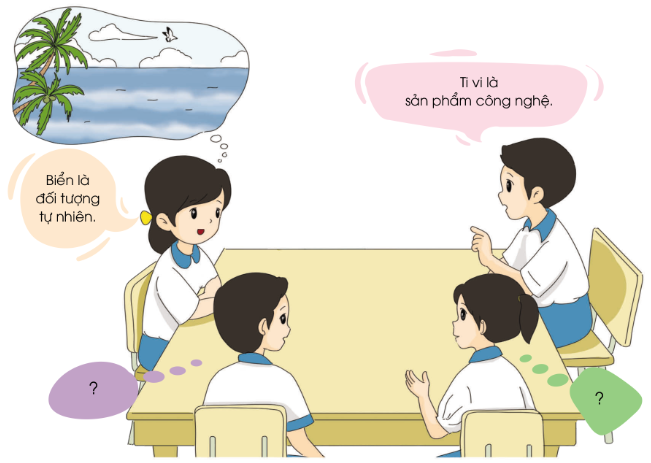 Ti vi là
sản phẩm công nghệ.
Biển là
đối tượng
tự nhiên.
?
?